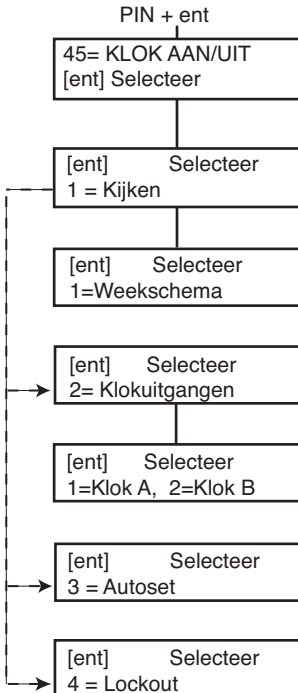 PIN + ent
45= KLOK AAN/UIT
[ent] Selecteer
[ent] Selecteer
1 = Kijken
[ent] Selecteer
1=Weekschema
[ent] Selecteer
2= Klokuitgangen
[ent] Selecteer
1=Klok A, 2=Klok B
[ent] Selecteer
3 = Autoset
[ent] Selecteer
4 = Lockout